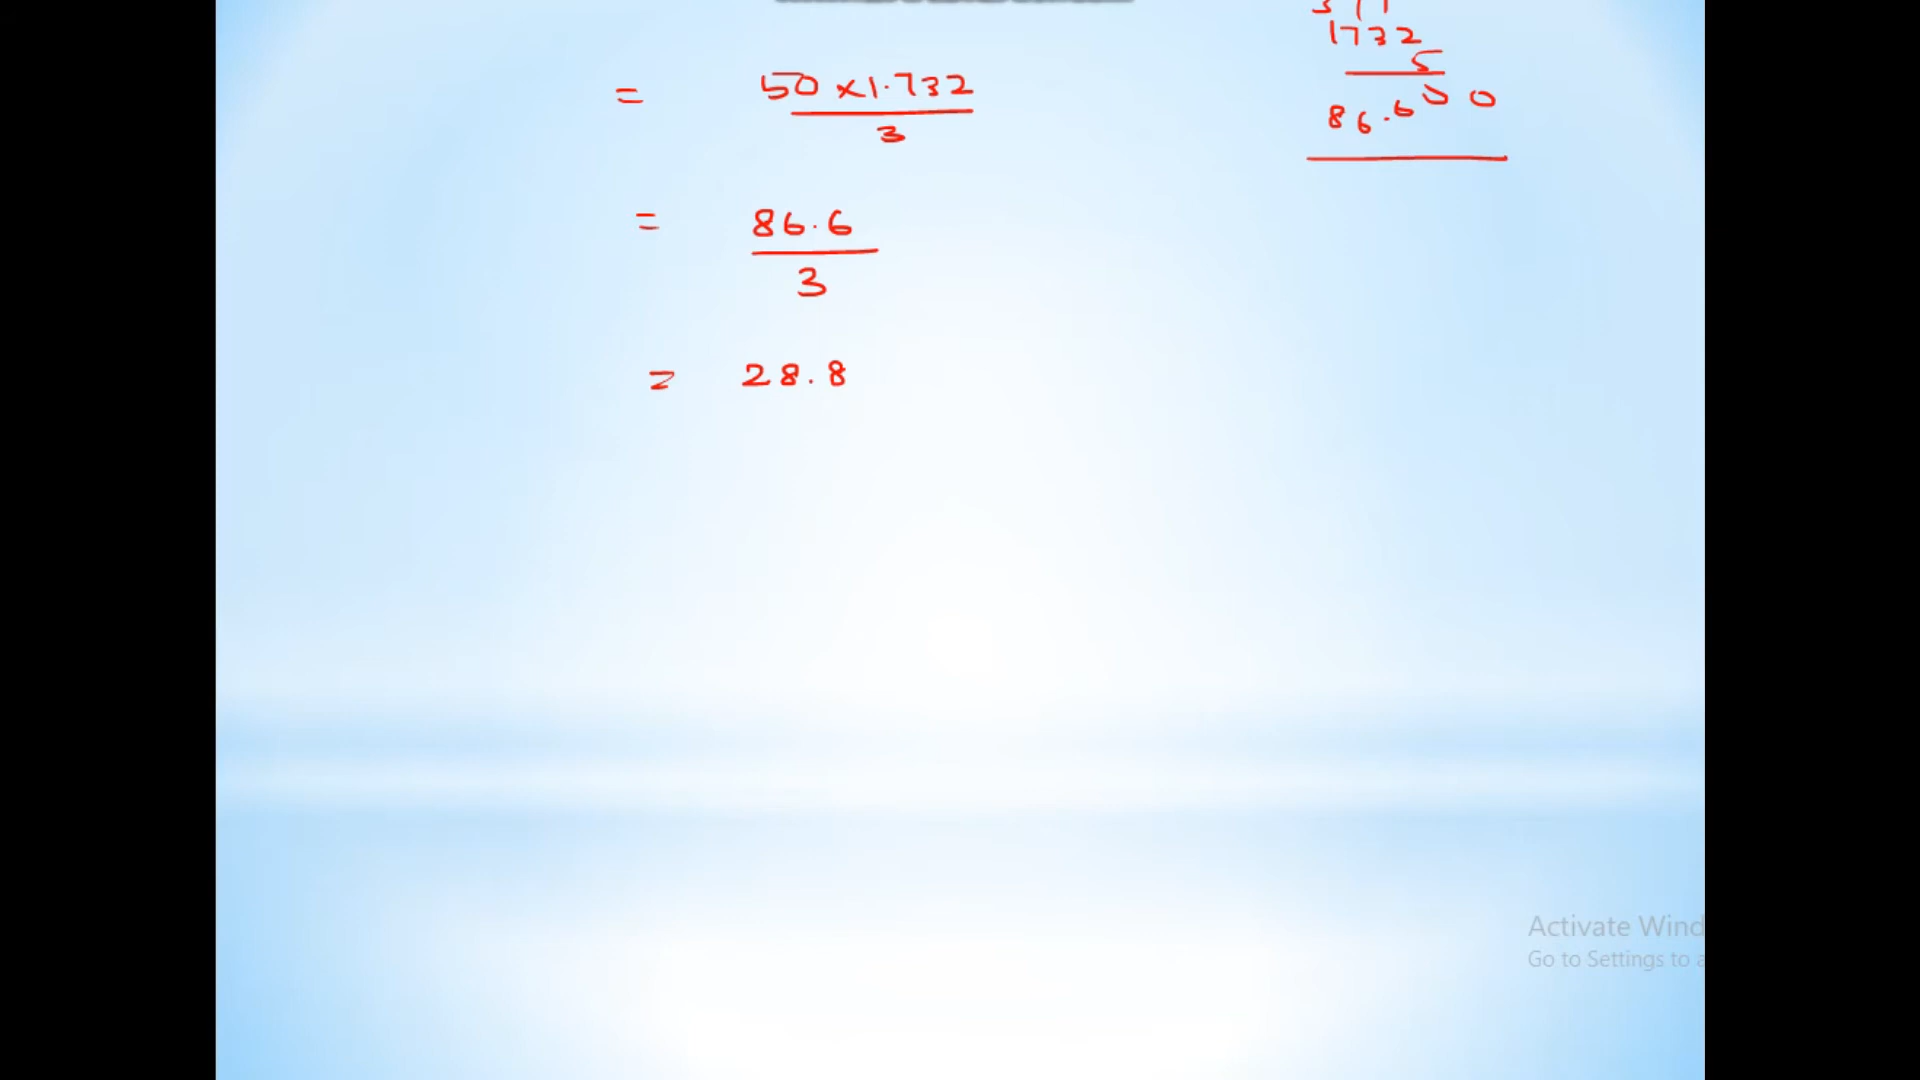 = 50 × 1.732
3
= 86.6
3
= 28.8
1732
5
86.600
Activate Wind
Go to Settings to a